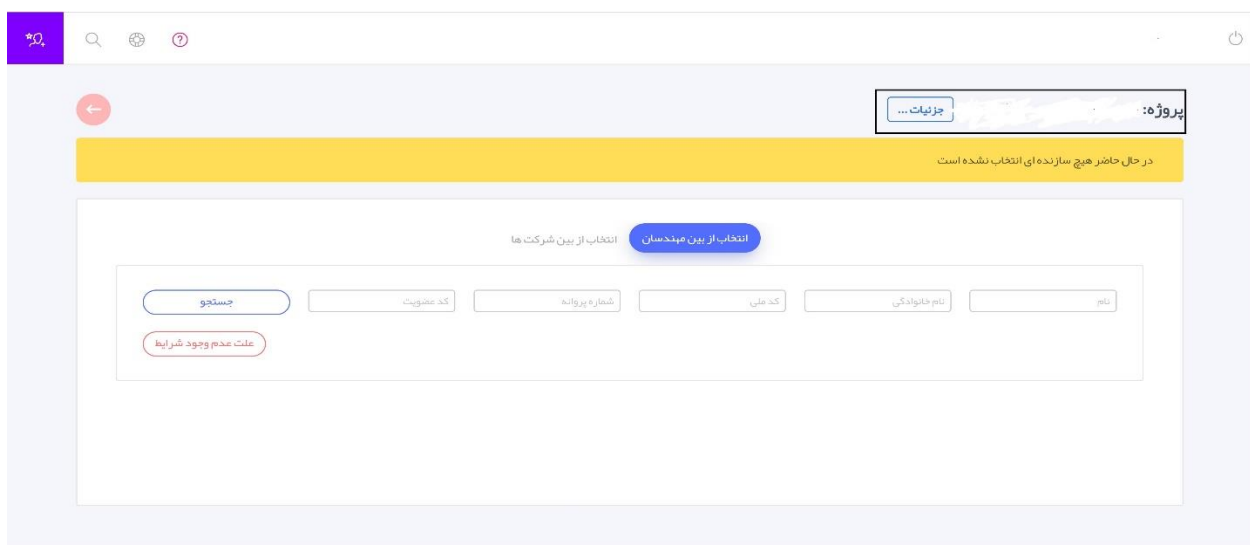 پروژه:
جزئیات ...
در حال حاضر هیچ سازنده ای انتخاب نشده است
انتخاب از بین مهندسان
انتخاب از بین شرکت ها
نام
نام خانوادگی
کد ملی
شماره پروانه
کد عضویت
جستجو
علت عدم وجود شرایط